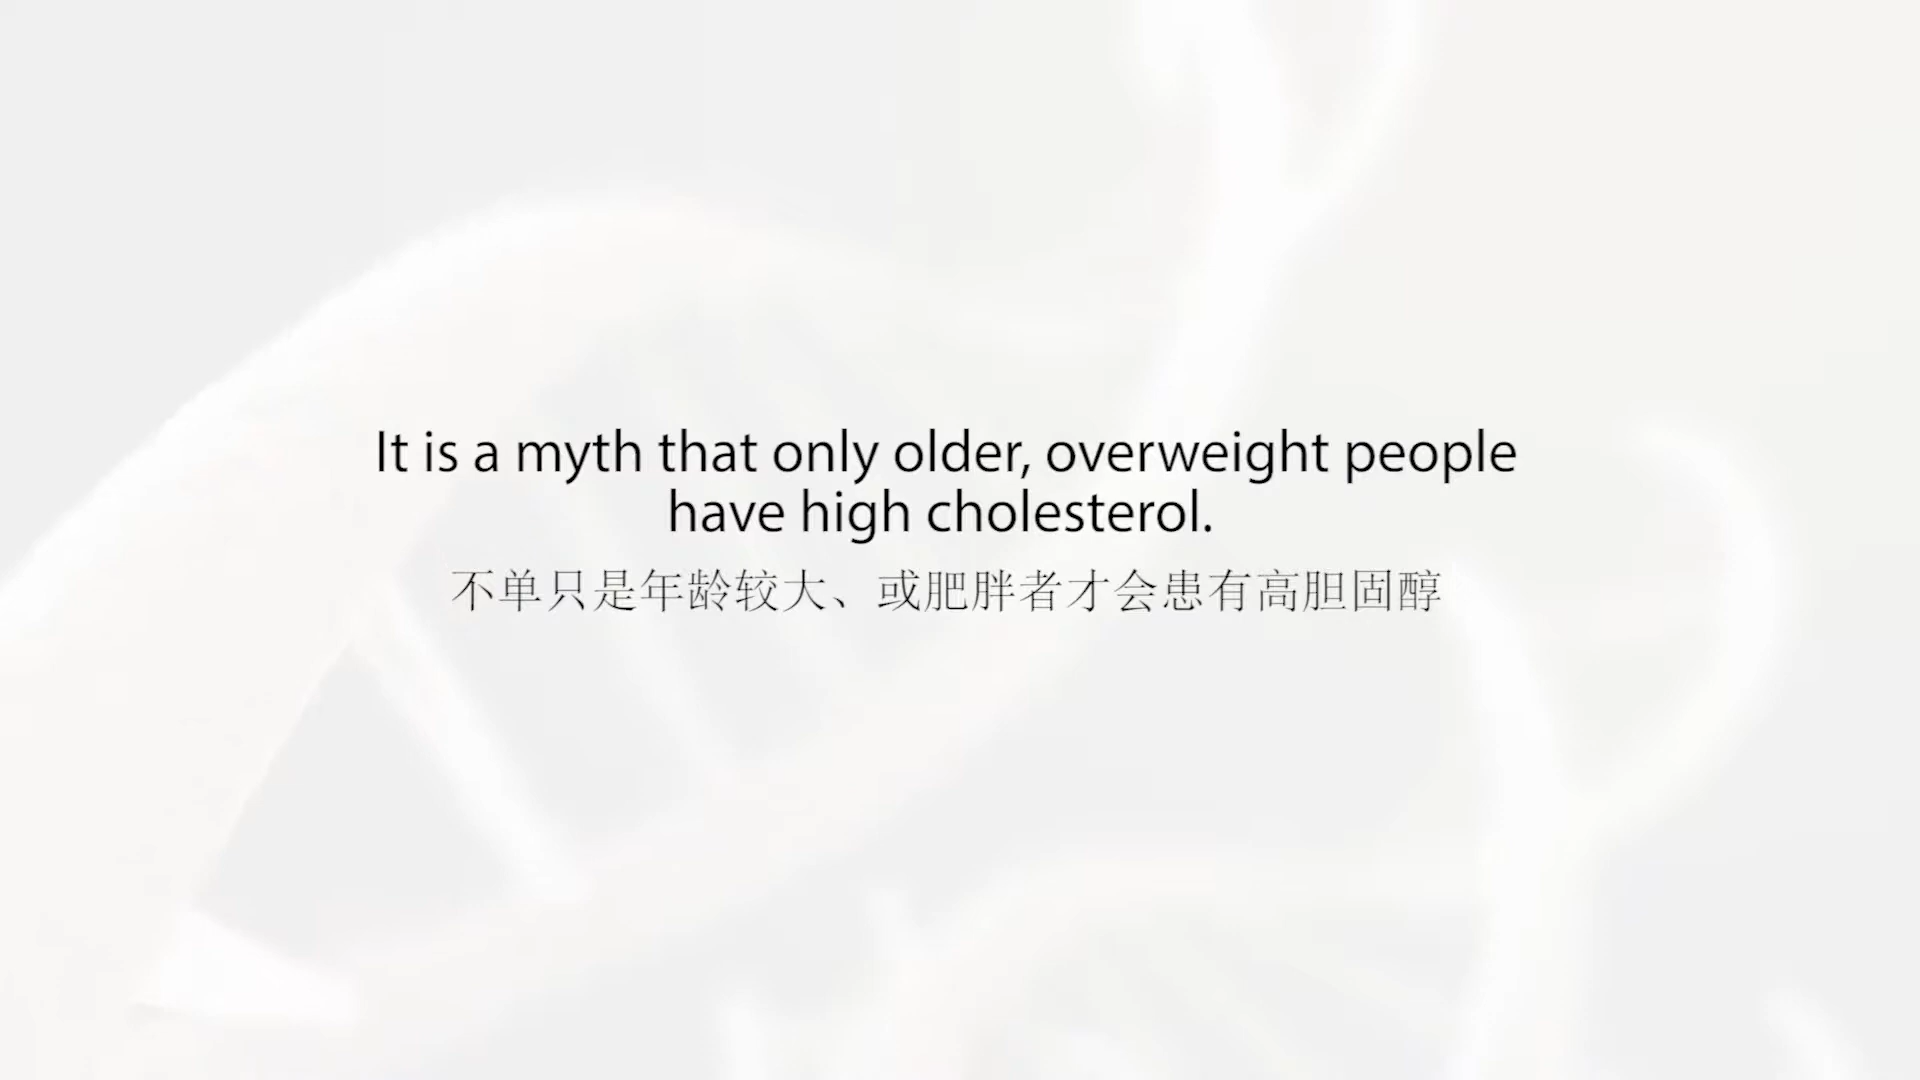 It is a myth that only older, overweight people
have high cholesterol.
不单只是年龄较大、或肥胖者才会患有高胆固醇